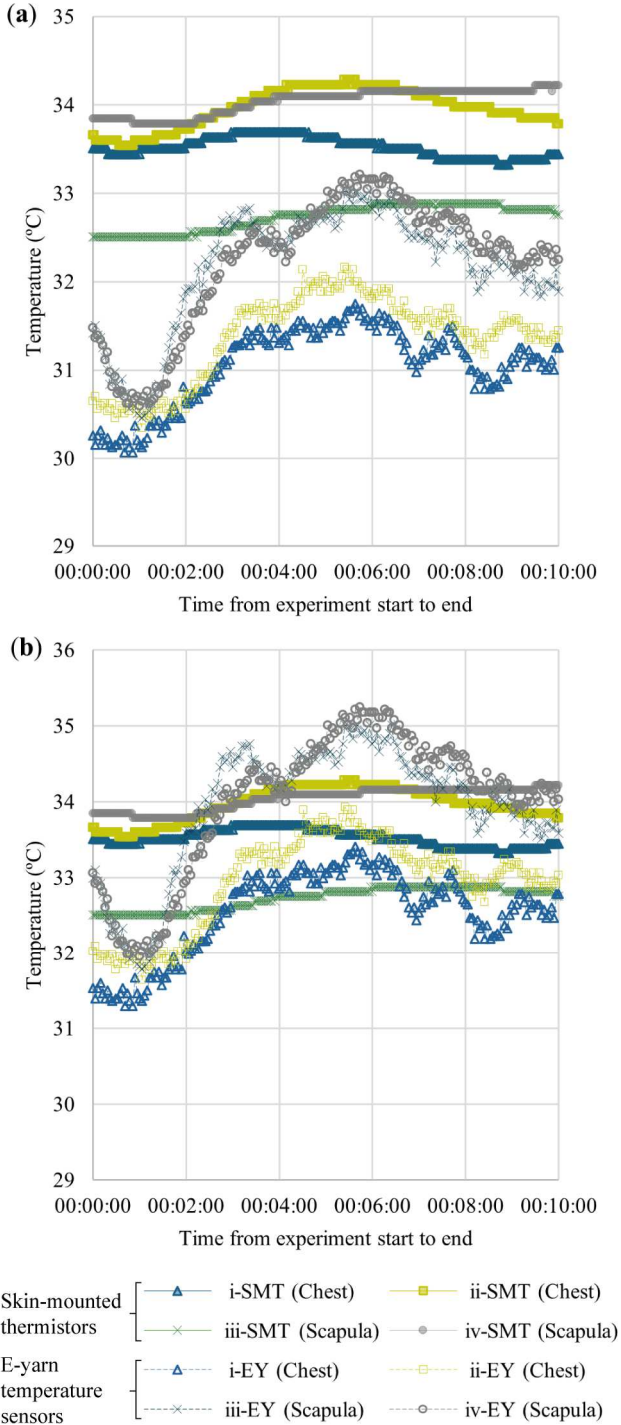 (a)
35
34
33
32
31
30
29
Temperature (ºC)
00:00:00 00:02:00 00:04:00 00:06:00 00:08:00 00:10:00
Time from experiment start to end
(b)
36
35
34
33
32
31
30
29
Temperature (ºC)
00:00:00 00:02:00 00:04:00 00:06:00 00:08:00 00:10:00
Time from experiment start to end
Skin-mounted
thermistors
i-SMT (Chest) ii-SMT (Chest)
iii-SMT (Scapula) iv-SMT (Scapula)
E-yarn
temperature
sensors
i-EY (Chest) ii-EY (Chest)
iii-EY (Scapula) iv-EY (Scapula)